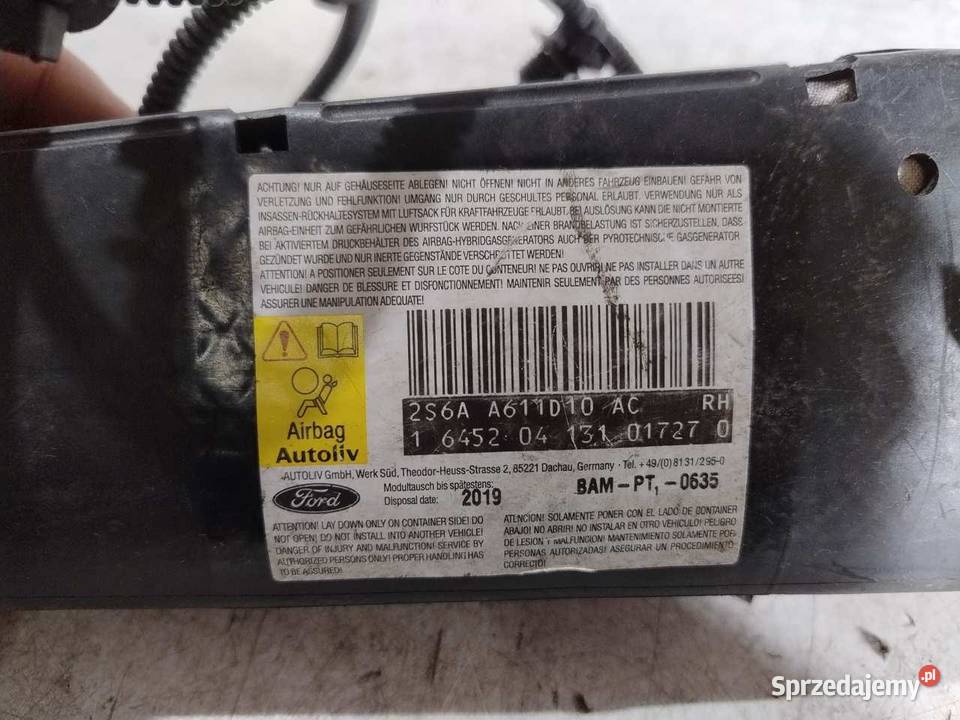 ACHTUNG! NUR AUF GEHÄUSESEITE ABLEGEN! NICHT ÖFFNEN! NICHT IN ANDERES FAHRZEUG EINBAUEN! GEFAHR VON
VERLETZUNG UND FEHLFUNKTION! UMGANG NUR DURCH GESCHULTES PERSONAL ERLAUBT. VERWENDUNG NUR ALS
INSASSEN-RÜCKHALTESYSTEM MIT LUFTSACK FÜR KRAFTFAHRZEUGE ERLAUBT. BEI AUSLÖSUNG KANN DIE NICHT MONTIERTE
AIRBAG-EINHEIT ZUM GEFÄHRLICHEN WURFSTÜCK WERDEN. NACH EINER BRANDBELASTUNG IST SICHERZUSTELLEN, DASS
BEI AKTIVIERTEM DRUCKBEHÄLTER DES AIRBAG-HYBRIDGASGENERATORS AUCH DER PYROTECHNISCHE GASGENERATOR
GEZÜNDET WURDE UND NUR INERTE GEGENSTÄNDE VERSCHROTTET WERDEN!
ATTENTION! A POSITIONER SEULEMENT SUR LE COTE DU CONTENEUR! NE PAS OUVRIR! NE PAS INSTALLER DANS UN AUTRE
VEHICULE! DANGER DE BLESSURE ET DISFONCTIONNEMENT! MAINTENIR SEULEMENT PAR DES PERSONNES AUTORISEES!
ASSURER UNE MANIPULATION ADEQUATE!
2S6A A611D10 AC RH
1 6452 04 131 01727 0
Airbag
Autoliv
AUTOLIV GmbH, Werk Süd, Theodor-Heuss-Strasse 2, 85221 Dachau, Germany · Tel. +49/(0)8131/295-0
Ford
Modultausch bis spätestens:
Disposal date: 2019
BAM-PT1-0635
ATTENTION! LAY DOWN ONLY ON CONTAINER SIDE! DO
NOT OPEN! DO NOT INSTALL INTO ANOTHER VEHICLE!
DANGER OF INJURY AND MALFUNCTION! SERVICE BY
AUTHORIZED PERSONS ONLY! PROPER HANDLING HAS
TO BE ASSURED!
ATENCION! SOLAMENTE PONER CON EL LADO DE CONTAINER
ABAJO! NO ABRIR! NO INSTALAR EN OTRO VEHICULO! PELIGRO
DE LESION Y MALFUNCION! MANTENIMIENTO SOLAMENTE POR
PERSONAS AUTORIZADAS! ASEGURAR UN PROCEDIMIENTO
CORRECTO!
Sprzedajemy.pl